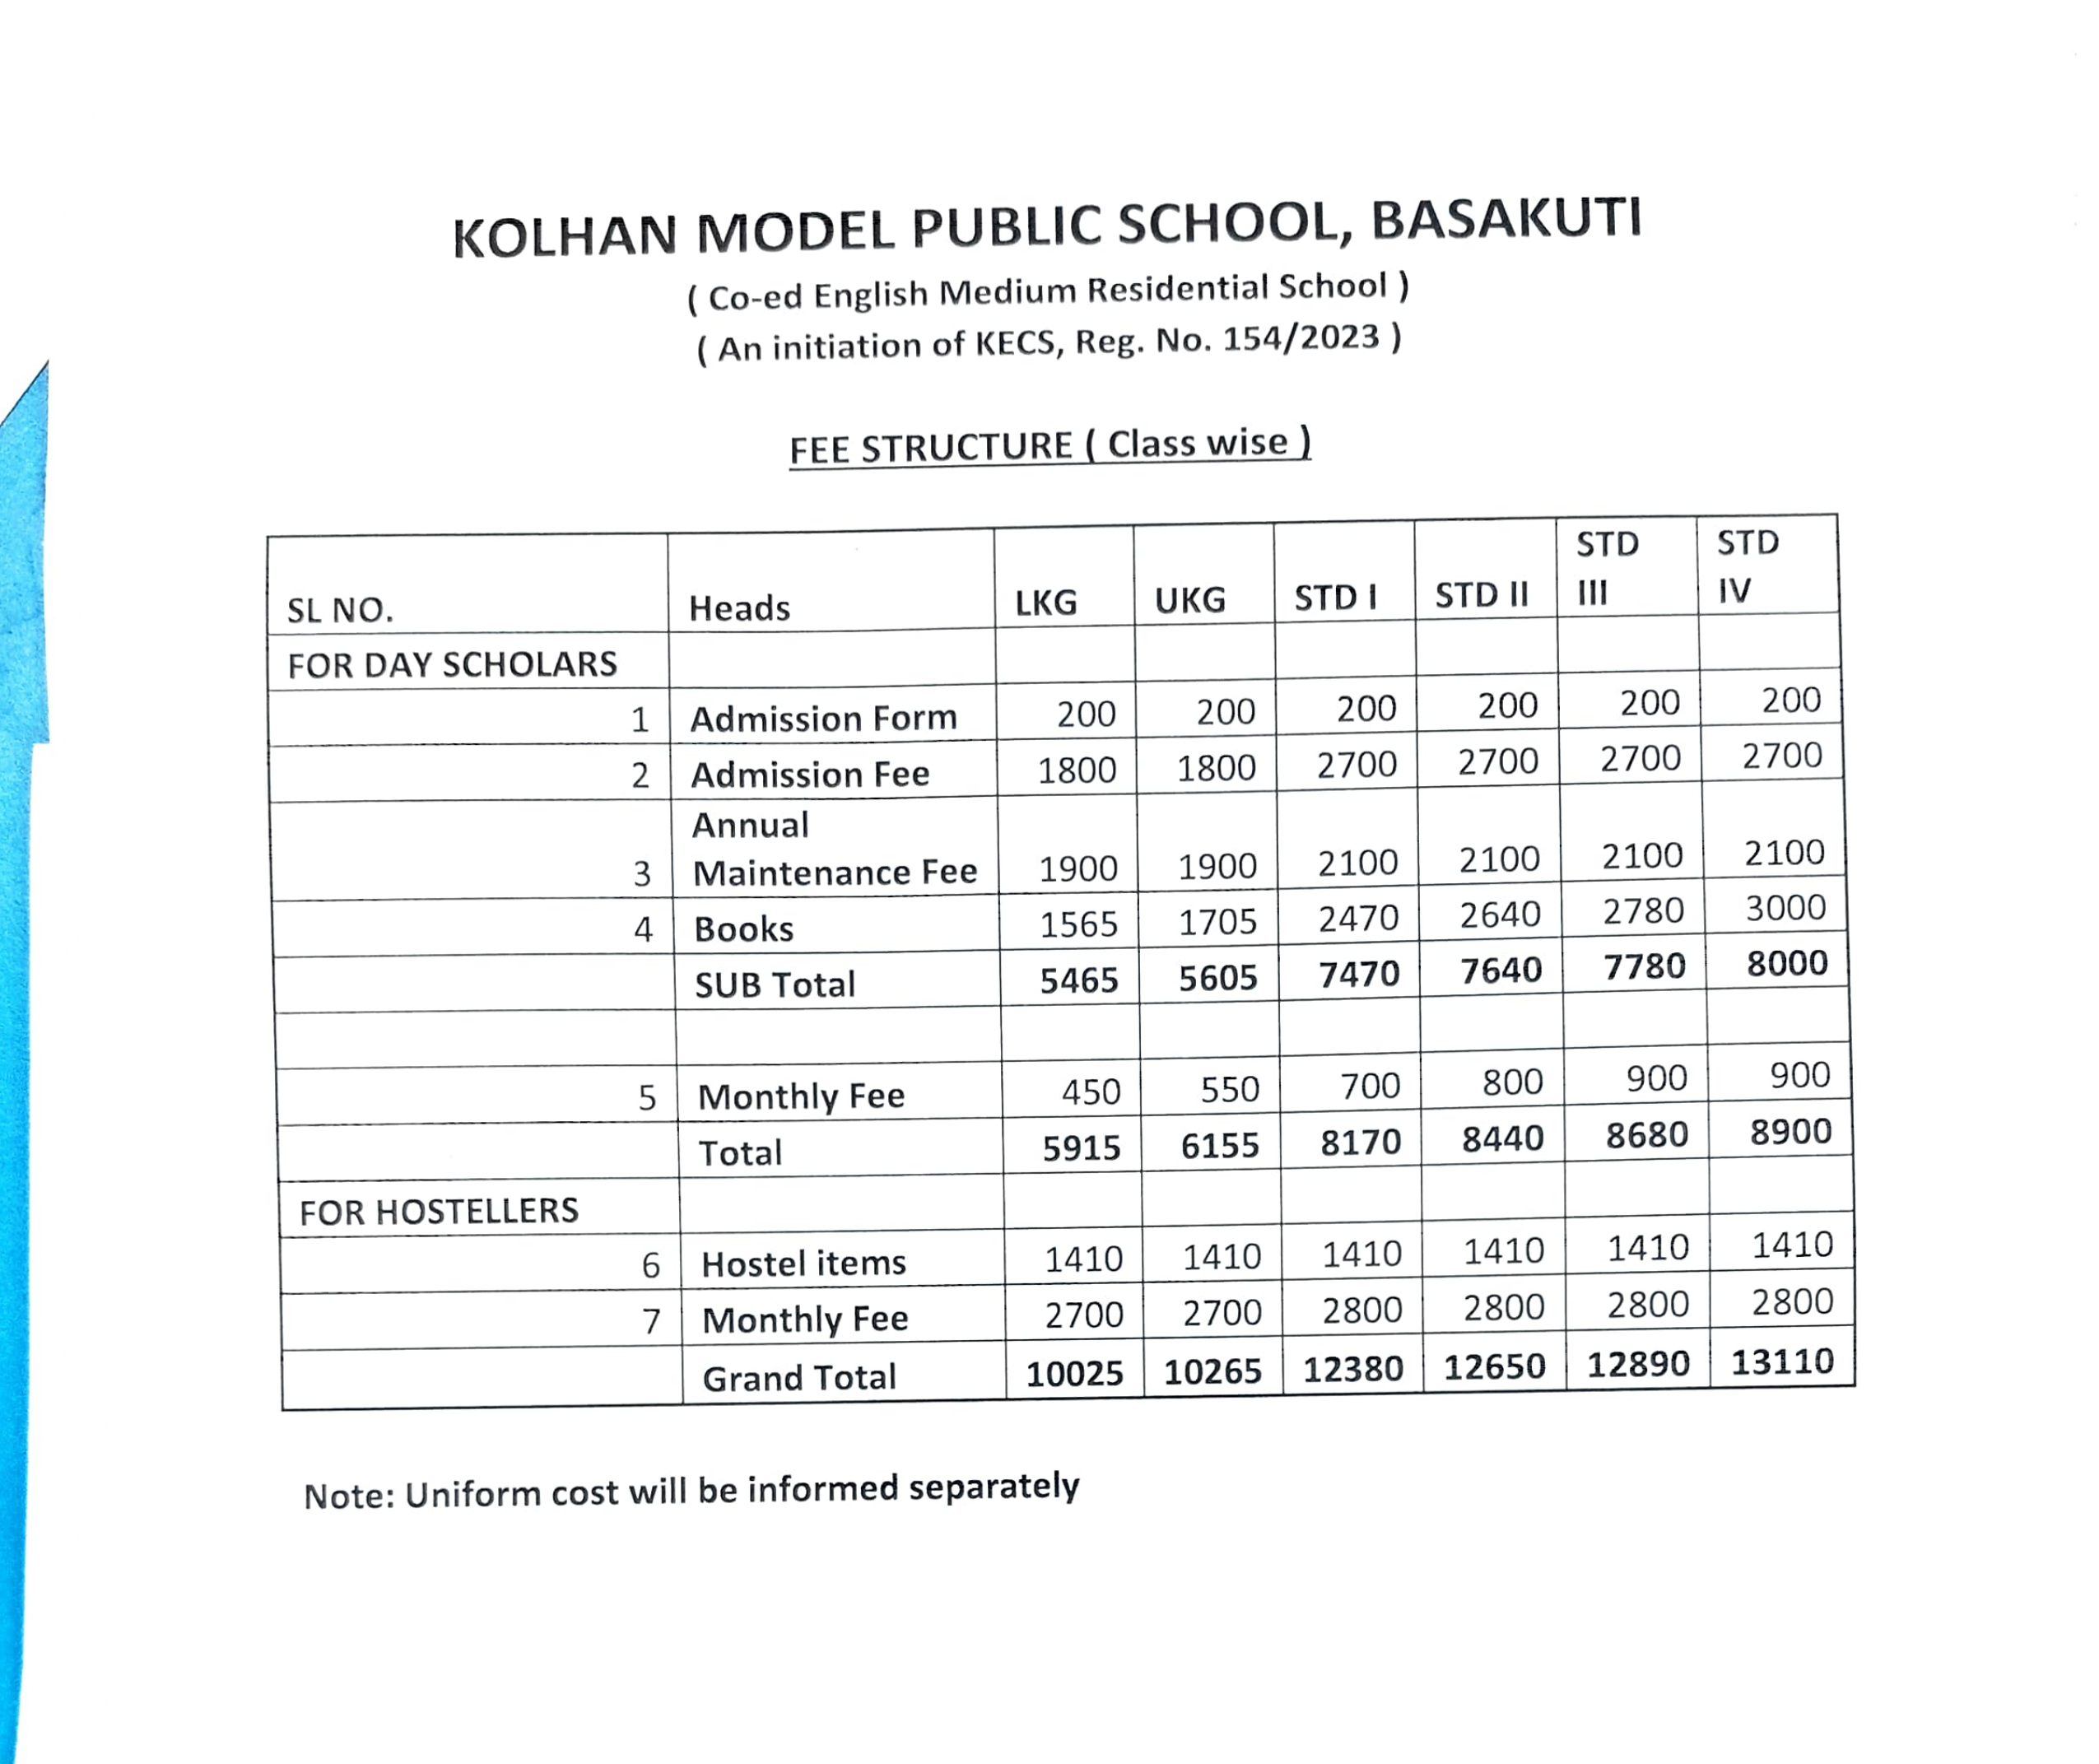 KOLHAN MODEL PUBLIC SCHOOL, BASAKUTI
( Co-ed English Medium Residential School )
( An initiation of KECS, Reg. No. 154/2023 )
FEE STRUCTURE ( Class wise )
SL NO. Heads LKG UKG STD I STD II STD III STD IV
FOR DAY SCHOLARS
1 Admission Form 200 200 200 200 200 200
2 Admission Fee 1800 1800 2700 2700 2700 2700
3 Annual Maintenance Fee 1900 1900 2100 2100 2100 2100
4 Books 1565 1705 2470 2640 2780 3000
SUB Total 5465 5605 7470 7640 7780 8000
5 Monthly Fee 450 550 700 800 900 900
Total 5915 6155 8170 8440 8680 8900
FOR HOSTELLERS
6 Hostel items 1410 1410 1410 1410 1410 1410
7 Monthly Fee 2700 2700 2800 2800 2800 2800
Grand Total 10025 10265 12380 12650 12890 13110
Note: Uniform cost will be informed separately